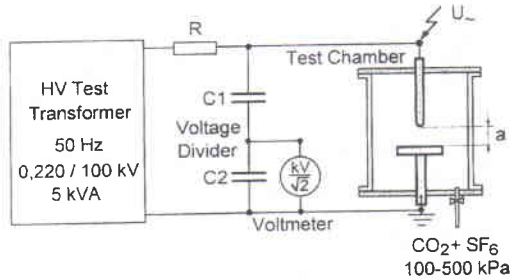 R
U~
Test Chamber
HV Test
Transformer
50 Hz
0,220 / 100 kV
5 kVA
C1
Voltage
Divider
C2
kV
√2
Voltmeter
a
CO₂+ SF₆
100-500 kPa